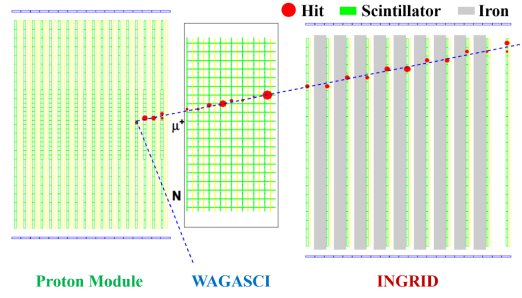 Hit Scintillator Iron
μ+
N
Proton Module WAGASCI INGRID